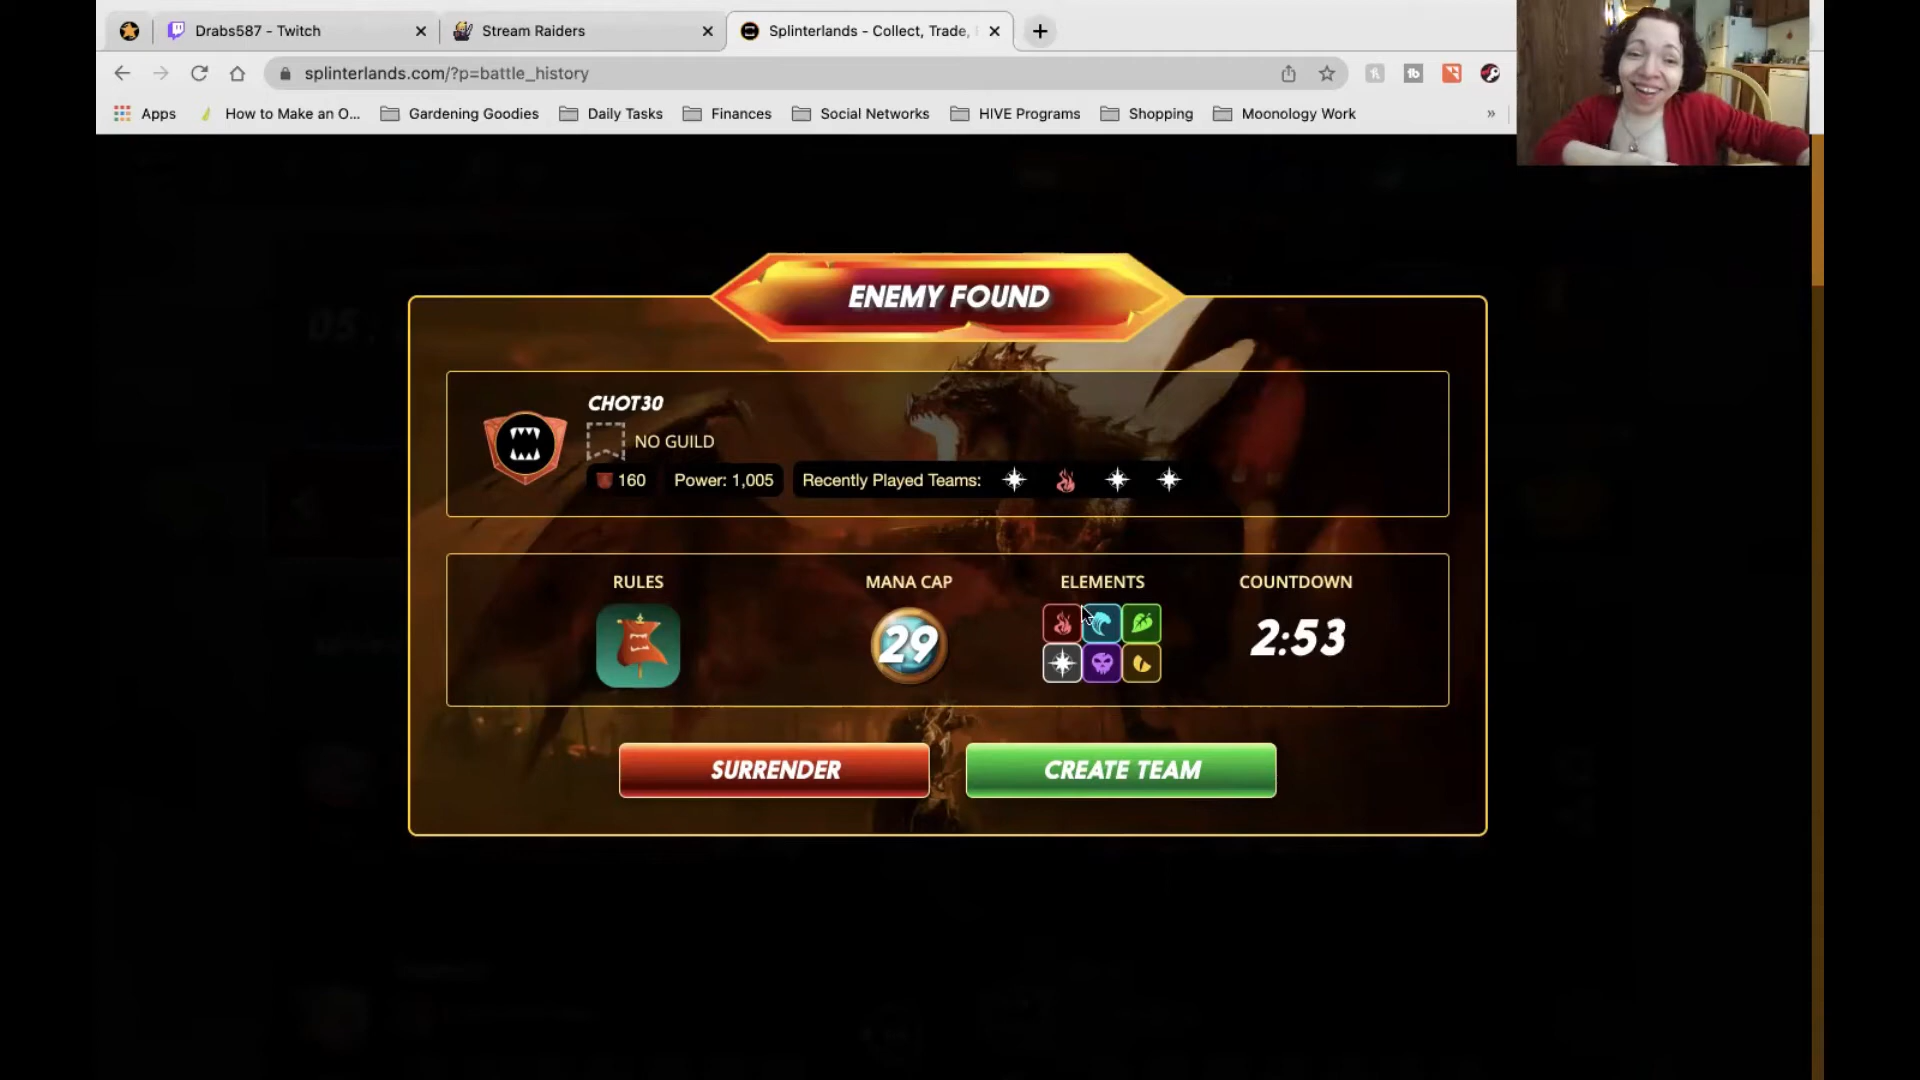 Drabs587 - Twitch
Stream Raiders
Splinterlands - Collect, Trade,
splinterlands.com/?p=battle_history
Apps
How to Make an O...
Gardening Goodies
Daily Tasks
Finances
Social Networks
HIVE Programs
Shopping
Moonology Work
»
ENEMY FOUND
CHOT30
NO GUILD
160
Power: 1,005
Recently Played Teams:
RULES
MANA CAP
ELEMENTS
COUNTDOWN
29
2:53
SURRENDER
CREATE TEAM